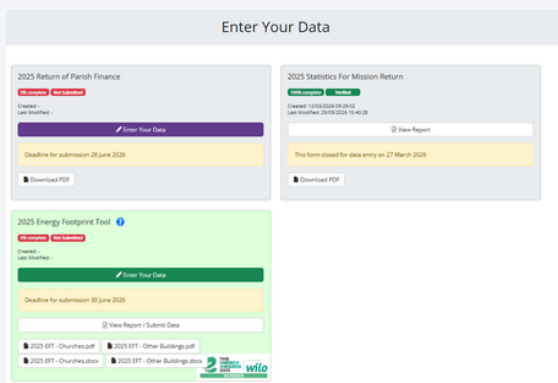 Enter Your Data
2025 Return of Parish Finance
0% complete Not Submitted
Created: -
Last Modified: -
Enter Your Data
Deadline for submission 28 June 2026
Download PDF
2025 Statistics For Mission Return
100% complete Verified
Created: 12/03/2026 09:29:02
Last Modified: 25/03/2026 15:40:28
View Report
This form closed for data entry on 27 March 2026
Download PDF
2025 Energy Footprint Tool ?
0% complete Not Submitted
Created: -
Last Modified: -
Enter Your Data
Deadline for submission 30 June 2026
View Report / Submit Data
2025 EFT - Churches.pdf 2025 EFT - Other Buildings.pdf
2025 EFT - Churches.docx 2025 EFT - Other Buildings.docx
THE
ENERGY
AWARDS
wilo